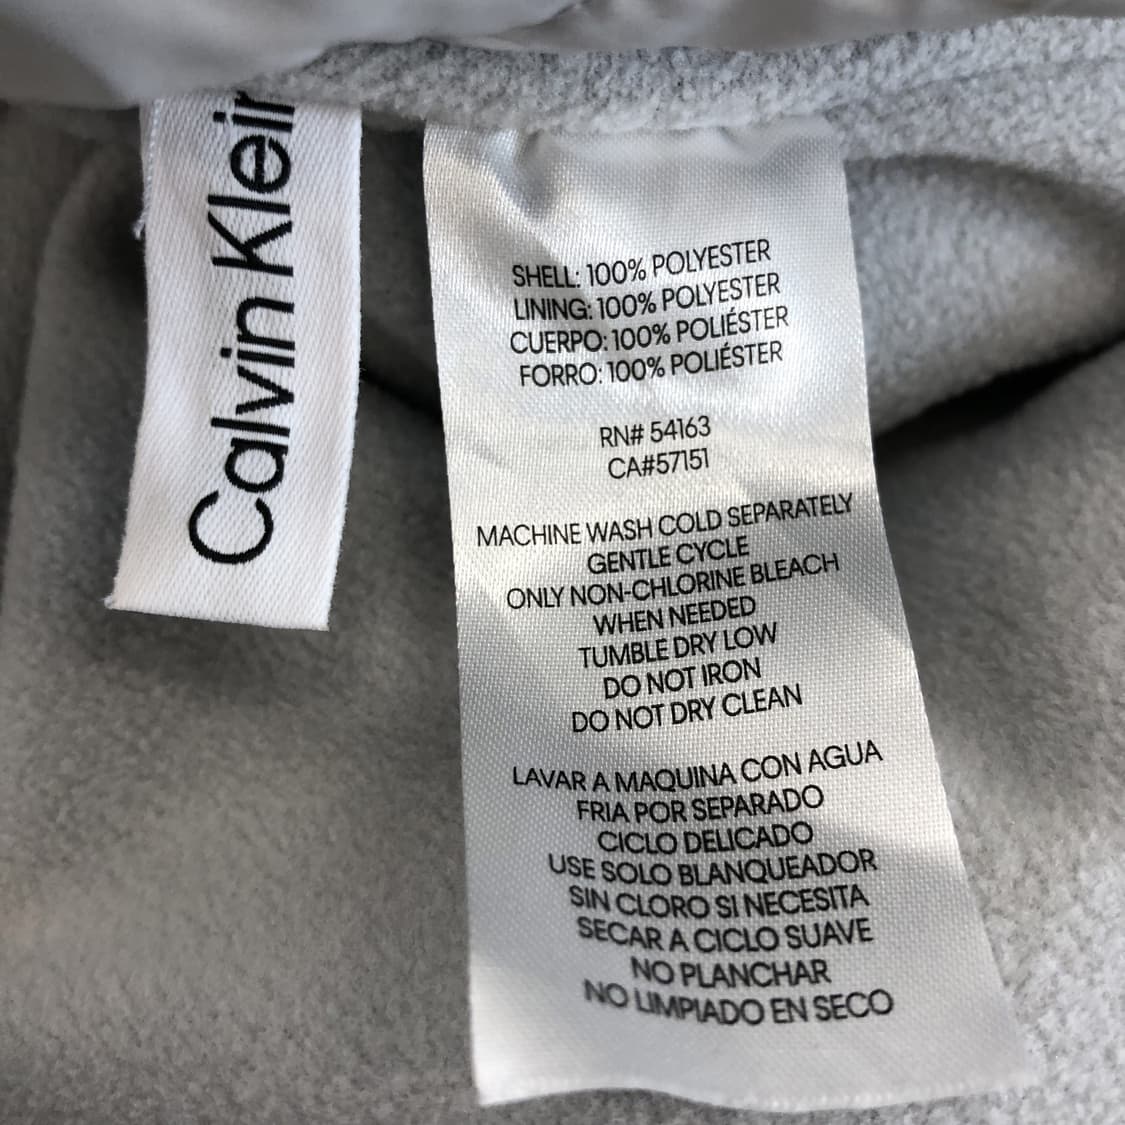 Calvin Klein
SHELL: 100% POLYESTER
LINING: 100% POLYESTER
CUERPO: 100% POLIÉSTER
FORRO: 100% POLIÉSTER
RN# 54163
CA#57151
MACHINE WASH COLD SEPARATELY
GENTLE CYCLE
ONLY NON-CHLORINE BLEACH
WHEN NEEDED
TUMBLE DRY LOW
DO NOT IRON
DO NOT DRY CLEAN
LAVAR A MAQUINA CON AGUA
FRIA POR SEPARADO
CICLO DELICADO
USE SOLO BLANQUEADOR
SIN CLORO SI NECESITA
SECAR A CICLO SUAVE
NO PLANCHAR
NO LIMPIADO EN SECO